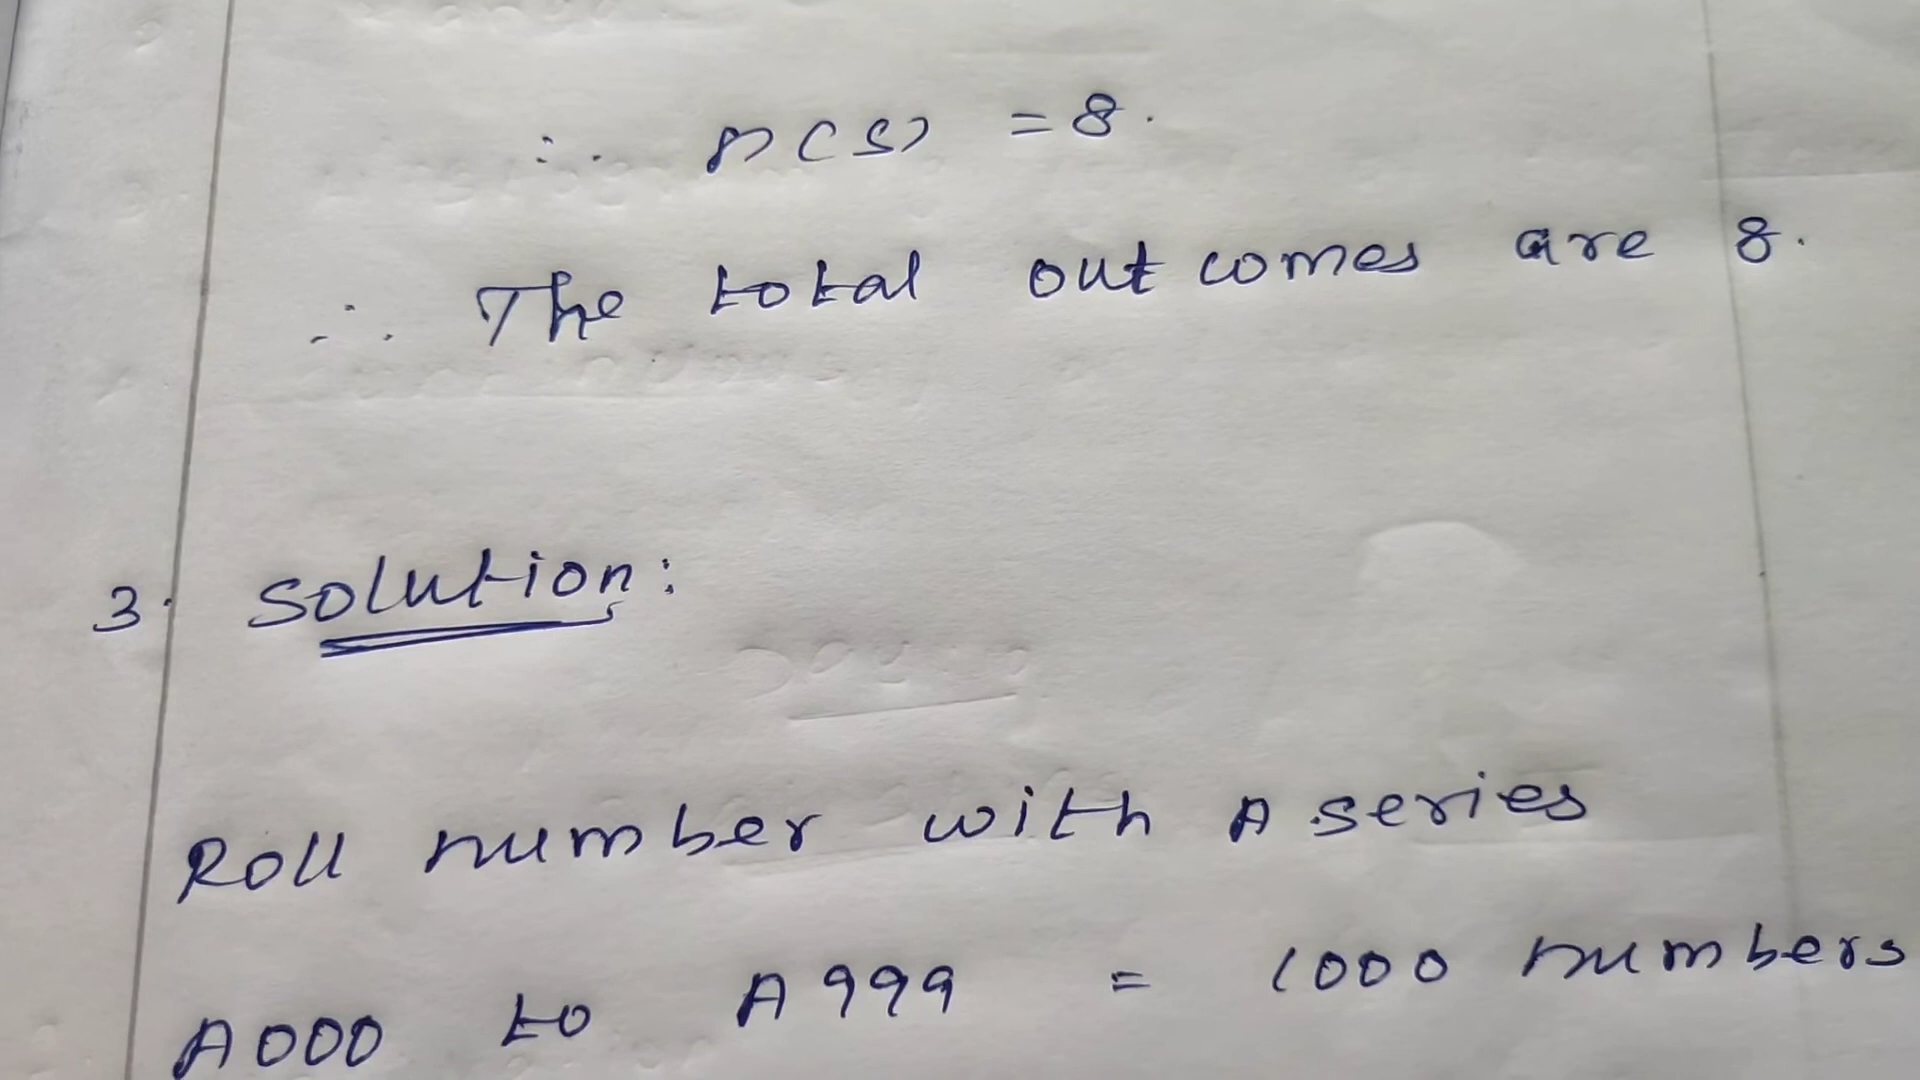 ∴ n(S) = 8.
∴ The total out comes are 8.
3. Solution:
Roll number with A series
A000 to A999 = 1000 numbers